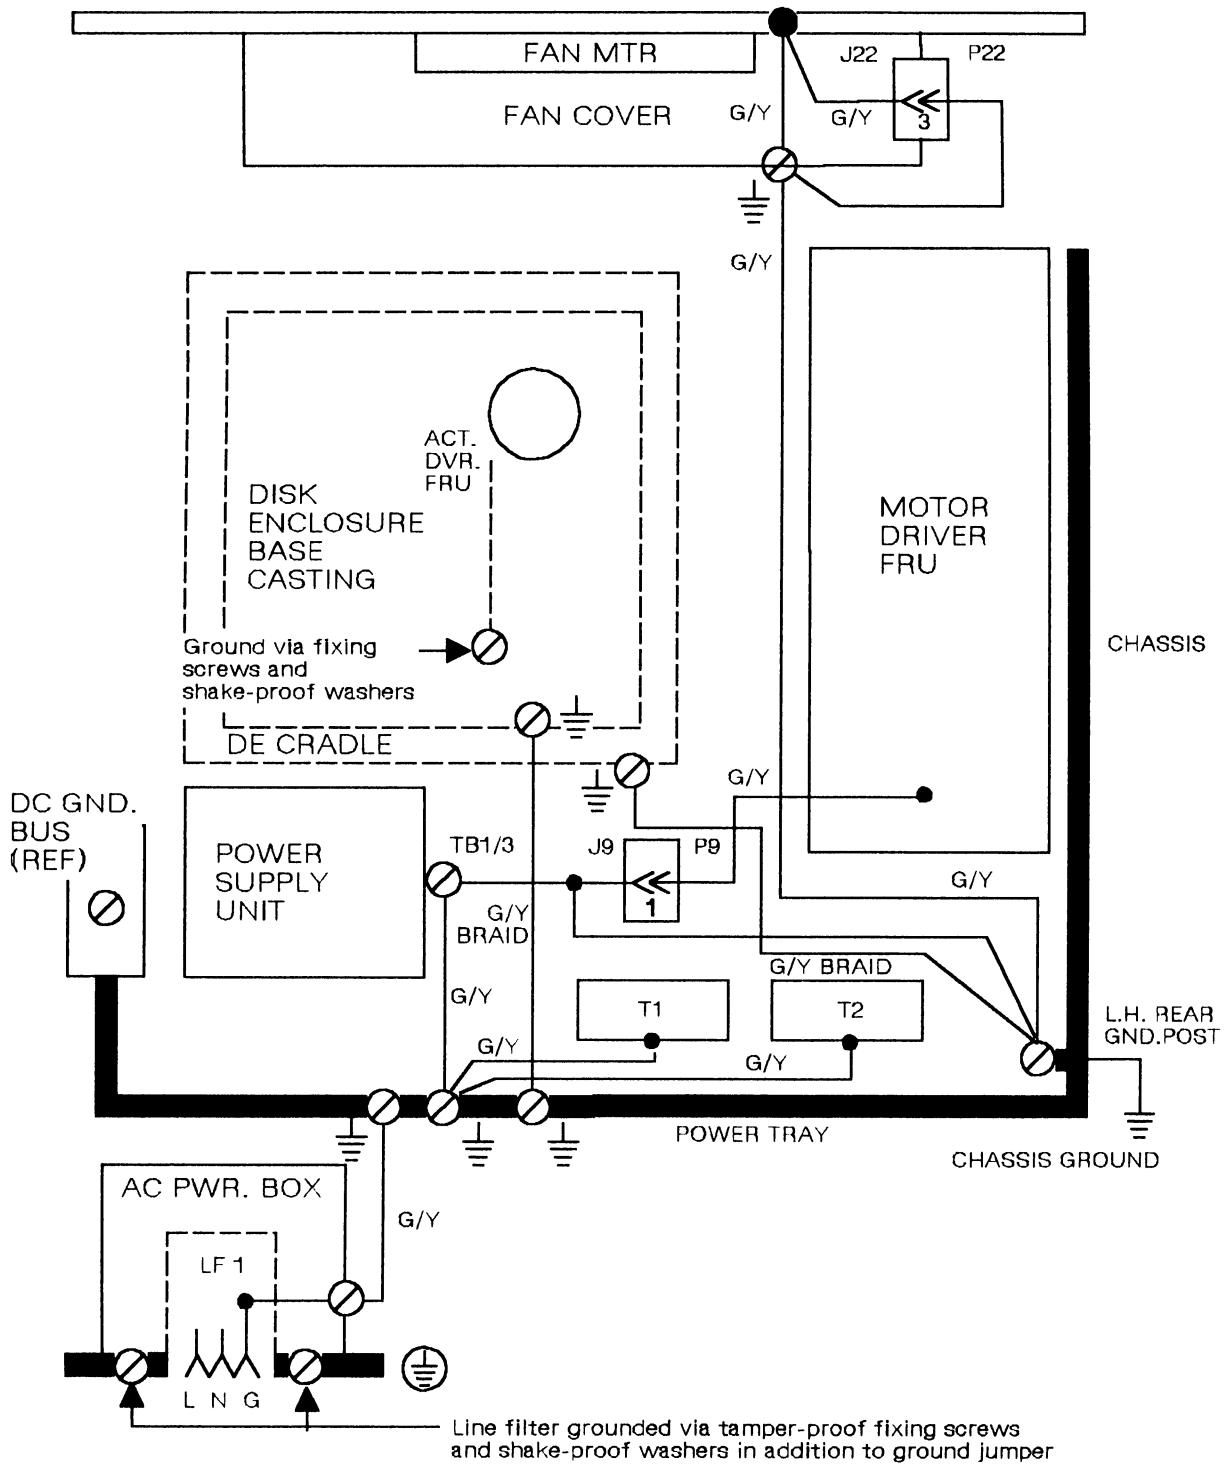 FAN MTR
J22
P22
FAN COVER
G/Y
G/Y
3
G/Y
ACT.
DVR.
FRU
DISK
ENCLOSURE
BASE
CASTING
MOTOR
DRIVER
FRU
Ground via fixing
screws and
shake-proof washers
CHASSIS
DE CRADLE
G/Y
DC GND.
BUS
(REF)
POWER
SUPPLY
UNIT
TB1/3
J9
P9
1
G/Y
G/Y
BRAID
G/Y BRAID
G/Y
T1
T2
L.H. REAR
GND.POST
G/Y
G/Y
POWER TRAY
CHASSIS GROUND
AC PWR. BOX
G/Y
LF 1
L N G
Line filter grounded via tamper-proof fixing screws
and shake-proof washers in addition to ground jumper